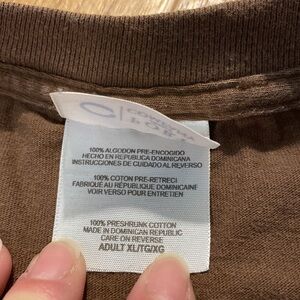 100% ALGODON PRE-ENCOGIDO
HECHO EN REPUBLICA DOMINICANA
INSTRUCCIONES DE CUIDADO AL REVERSO
100% COTON PRE-RETRECI
FABRIQUE AU RÉPUBLIQUE DOMINICAINE
VOIR VERSO POUR ENTRETIEN
100% PRESHRUNK COTTON
MADE IN DOMINICAN REPUBLIC
CARE ON REVERSE
ADULT XL/TG/XG